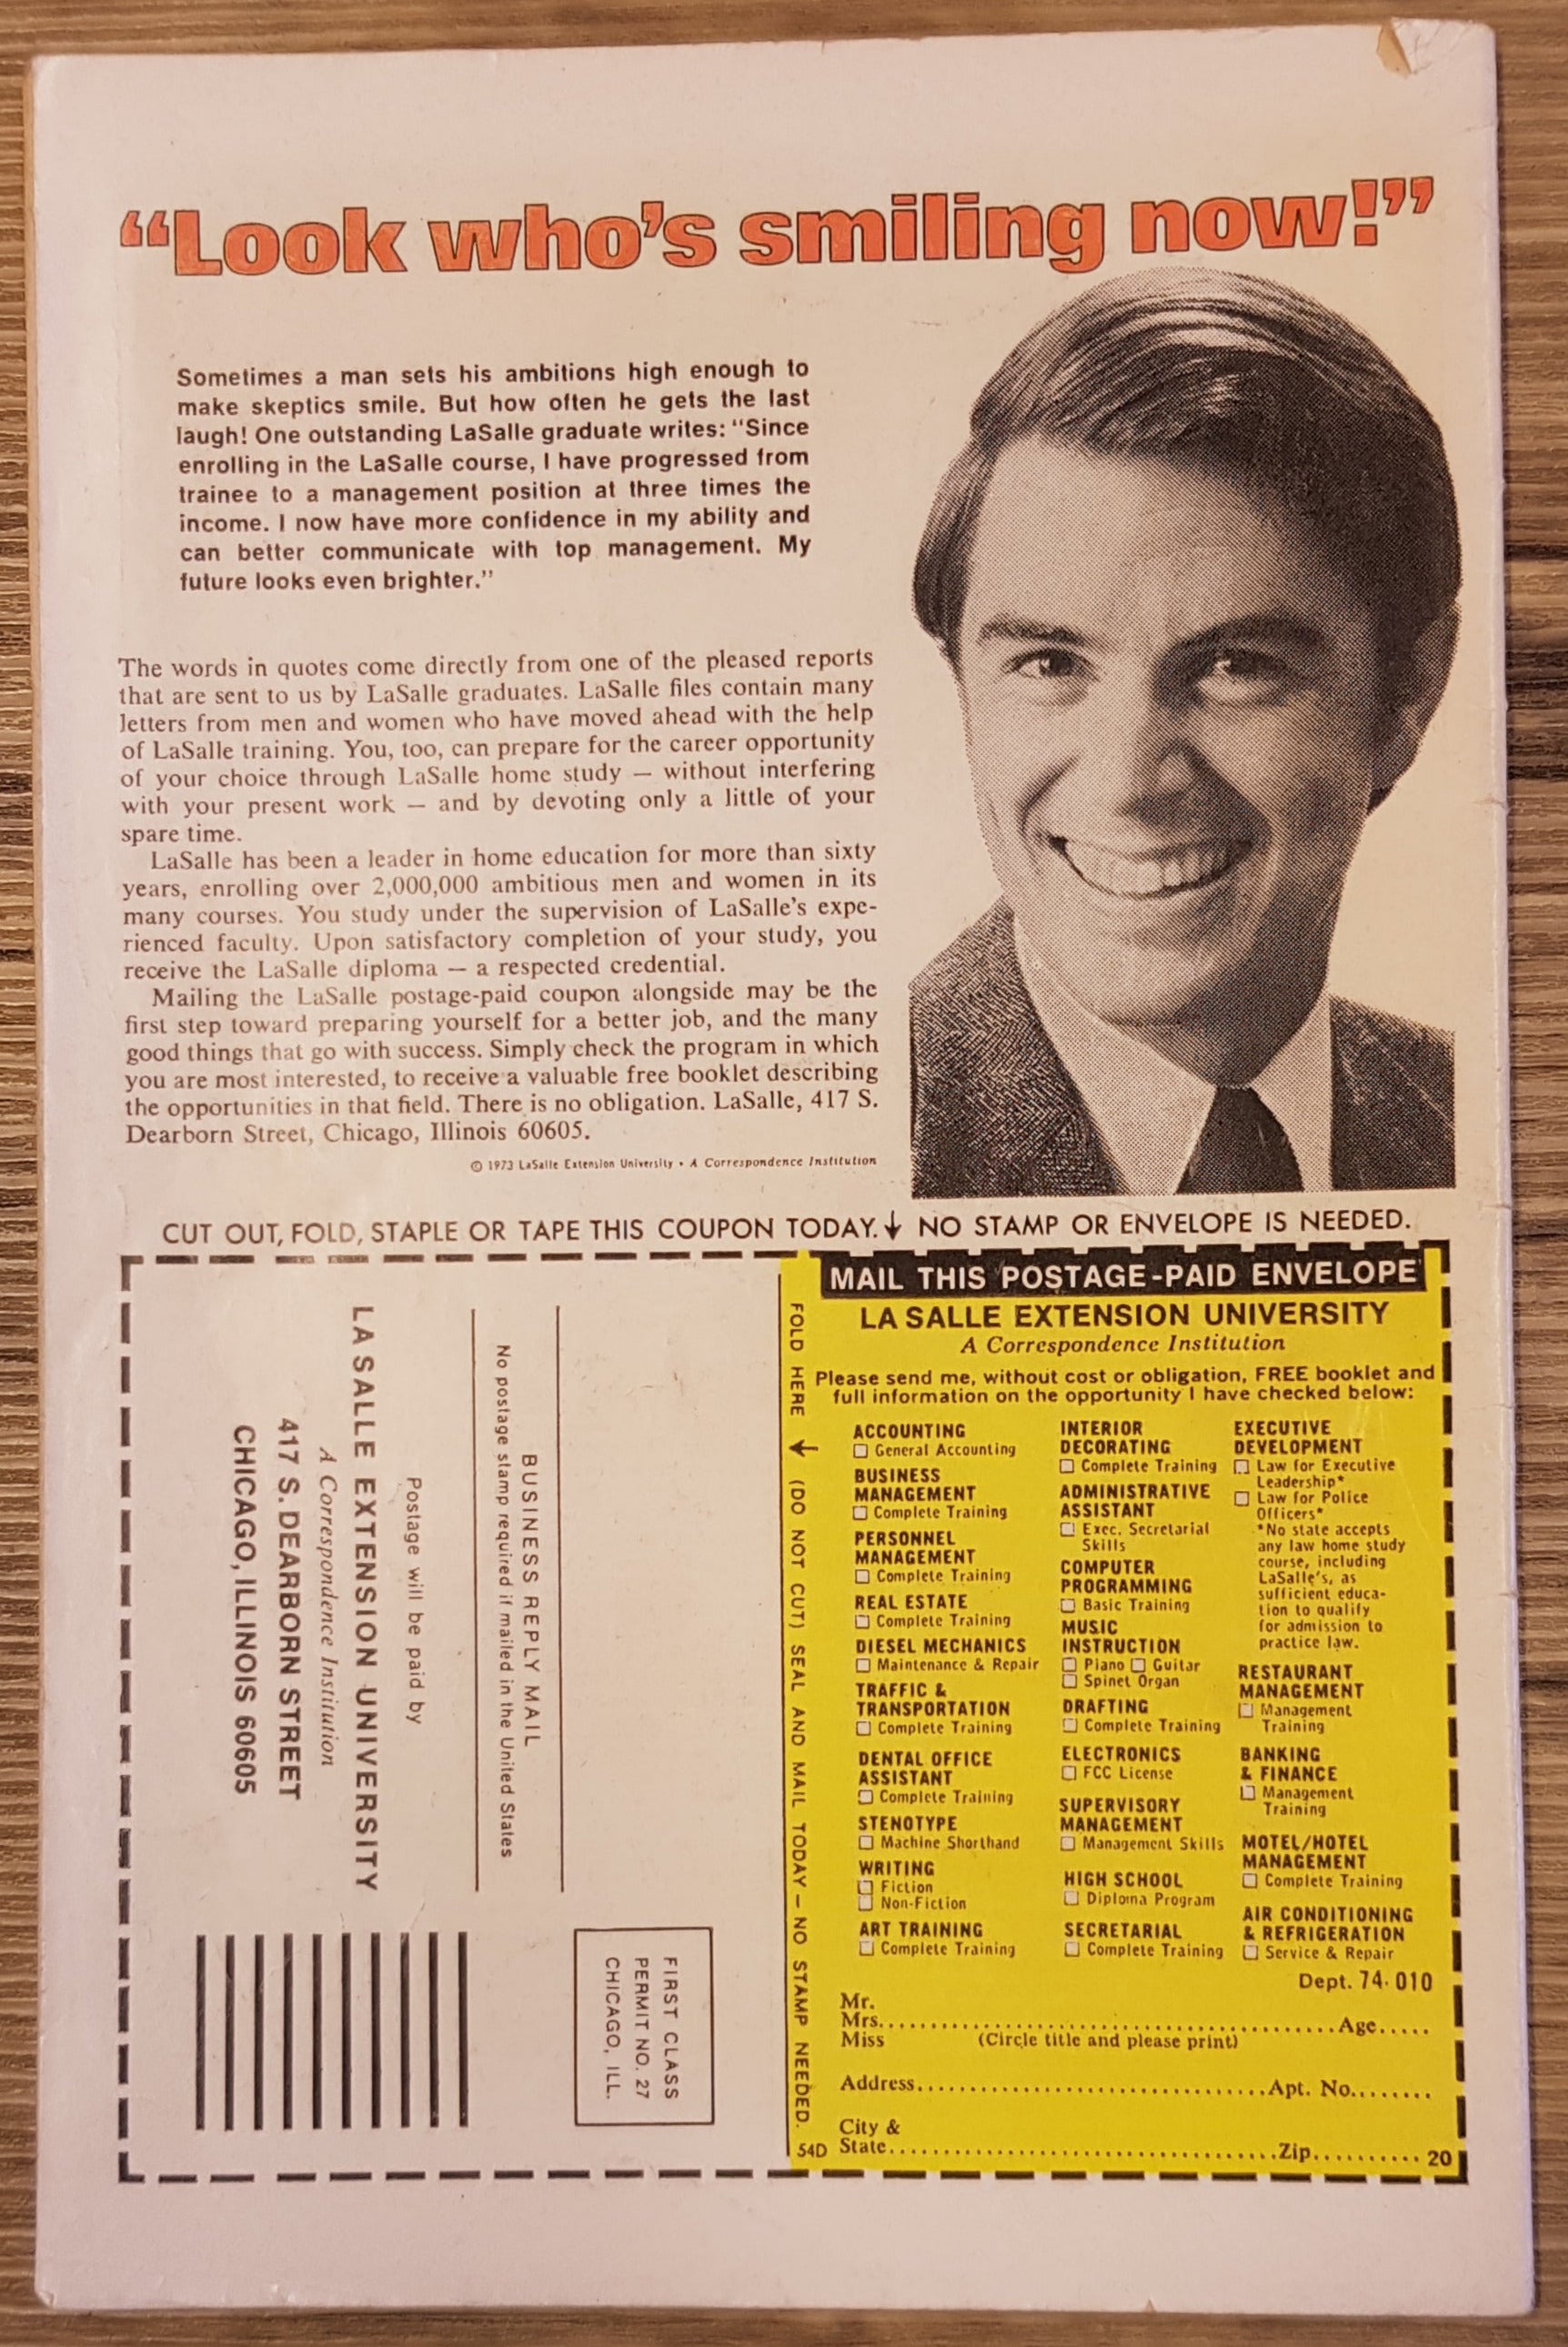 “Look who's smiling now!”
Sometimes a man sets his ambitions high enough to
make skeptics smile. But how often he gets the last
laugh! One outstanding LaSalle graduate writes: “Since
enrolling in the LaSalle course, I have progressed from
trainee to a management position at three times the
income. I now have more confidence in my ability and
can better communicate with top management. My
future looks even brighter.”
The words in quotes come directly from one of the pleased reports
that are sent to us by LaSalle graduates. LaSalle files contain many
letters from men and women who have moved ahead with the help
of LaSalle training. You, too, can prepare for the career opportunity
of your choice through LaSalle home study — without interfering
with your present work — and by devoting only a little of your
spare time.
LaSalle has been a leader in home education for more than sixty
years, enrolling over 2,000,000 ambitious men and women in its
many courses. You study under the supervision of LaSalle's expe-
rienced faculty. Upon satisfactory completion of your study, you
receive the LaSalle diploma — a respected credential.
Mailing the LaSalle postage-paid coupon alongside may be the
first step toward preparing yourself for a better job, and the many
good things that go with success. Simply check the program in which
you are most interested, to receive a valuable free booklet describing
the opportunities in that field. There is no obligation. LaSalle, 417 S.
Dearborn Street, Chicago, Illinois 60605.
© 1973 LaSalle Extension University • A Correspondence Institution
CUT OUT, FOLD, STAPLE OR TAPE THIS COUPON TODAY. ↓ NO STAMP OR ENVELOPE IS NEEDED.
FIRST CLASS
PERMIT NO. 27
CHICAGO, ILL.
BUSINESS REPLY MAIL
No postage stamp required if mailed in the United States
Postage will be paid by
LA SALLE EXTENSION UNIVERSITY
A Correspondence Institution
417 S. DEARBORN STREET
CHICAGO, ILLINOIS 60605
FOLD HERE ↓ (DO NOT CUT) SEAL AND MAIL TODAY — NO STAMP NEEDED.
54D
MAIL THIS POSTAGE-PAID ENVELOPE
LA SALLE EXTENSION UNIVERSITY
A Correspondence Institution
Please send me, without cost or obligation, FREE booklet and
full information on the opportunity I have checked below:
ACCOUNTING
☐ General Accounting
BUSINESS
MANAGEMENT
☐ Complete Training
PERSONNEL
MANAGEMENT
☐ Complete Training
REAL ESTATE
☐ Complete Training
DIESEL MECHANICS
☐ Maintenance & Repair
TRAFFIC &
TRANSPORTATION
☐ Complete Training
DENTAL OFFICE
ASSISTANT
☐ Complete Training
STENOTYPE
☐ Machine Shorthand
WRITING
☐ Fiction
☐ Non-Fiction
ART TRAINING
☐ Complete Training
INTERIOR
DECORATING
☐ Complete Training
ADMINISTRATIVE
ASSISTANT
☐ Exec. Secretarial
Skills
COMPUTER
PROGRAMMING
☐ Basic Training
MUSIC
INSTRUCTION
☐ Piano ☐ Guitar
☐ Spinet Organ
DRAFTING
☐ Complete Training
ELECTRONICS
☐ FCC License
SUPERVISORY
MANAGEMENT
☐ Management Skills
HIGH SCHOOL
☐ Diploma Program
SECRETARIAL
☐ Complete Training
EXECUTIVE
DEVELOPMENT
☐ Law for Executive
Leadership*
☐ Law for Police
Officers*
*No state accepts
any law home study
course, including
LaSalle's, as
sufficient educa-
tion to qualify
for admission to
practice law.
RESTAURANT
MANAGEMENT
☐ Management
Training
BANKING
& FINANCE
☐ Management
Training
MOTEL/HOTEL
MANAGEMENT
☐ Complete Training
AIR CONDITIONING
& REFRIGERATION
☐ Service & Repair
Dept. 74-010
Mr.
Mrs. Age
Miss (Circle title and please print)
Address Apt. No.
City &
State Zip 20